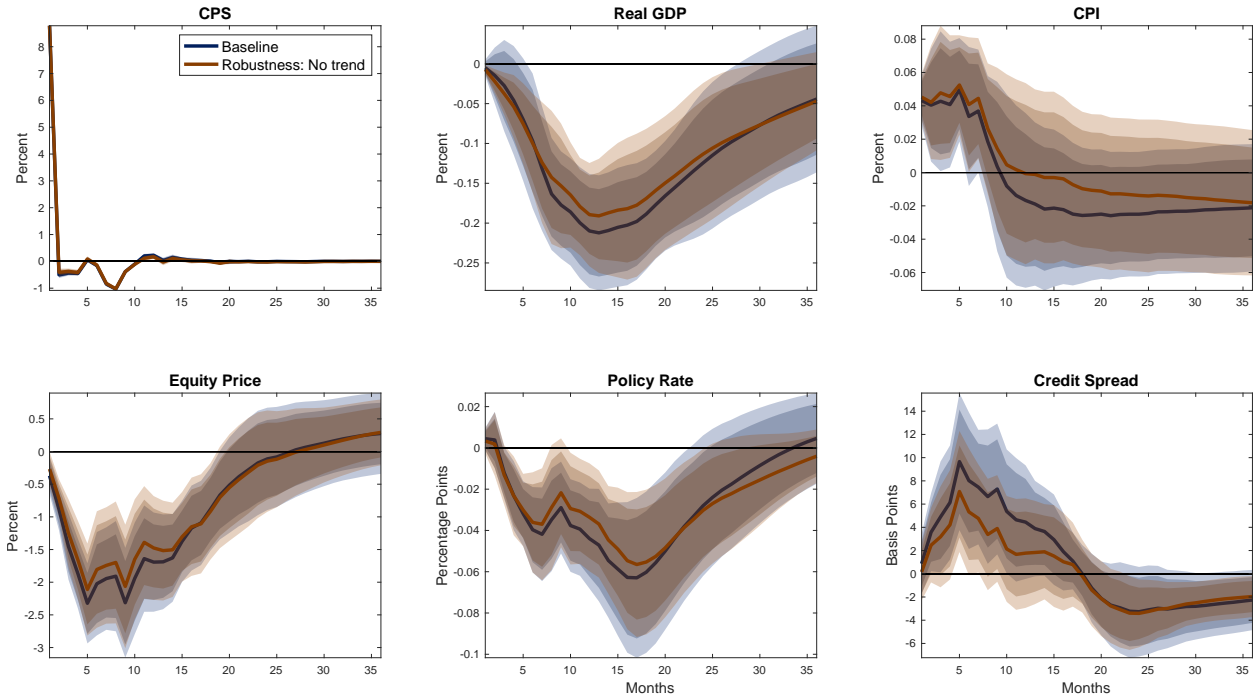 CPS
Percent
8
7
6
5
4
3
2
1
0
-1
5 10 15 20 25 30 35
Baseline
Robustness: No trend
Real GDP
Percent
0
-0.05
-0.1
-0.15
-0.2
-0.25
5 10 15 20 25 30 35
CPI
Percent
0.08
0.06
0.04
0.02
0
-0.02
-0.04
-0.06
5 10 15 20 25 30 35
Equity Price
Percent
0.5
0
-0.5
-1
-1.5
-2
-2.5
-3
5 10 15 20 25 30 35
Policy Rate
Percentage Points
0.02
0
-0.02
-0.04
-0.06
-0.08
-0.1
5 10 15 20 25 30 35
Months
Credit Spread
Basis Points
14
12
10
8
6
4
2
0
-2
-4
-6
5 10 15 20 25 30 35
Months